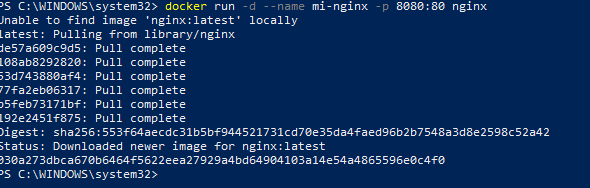 PS C:\WINDOWS\system32> docker run -d --name mi-nginx -p 8080:80 nginx
Unable to find image 'nginx:latest' locally
latest: Pulling from library/nginx
de57a609c9d5: Pull complete
108ab8292820: Pull complete
53d743880af4: Pull complete
77fa2eb06317: Pull complete
b5feb73171bf: Pull complete
192e2451f875: Pull complete
Digest: sha256:553f64aecdc31b5bf944521731cd70e35da4faed96b2b7548a3d8e2598c52a42
Status: Downloaded newer image for nginx:latest
030a273dbca670b6464f5622eea27929a4bd64904103a14e54a4865596e0c4f0
PS C:\WINDOWS\system32>